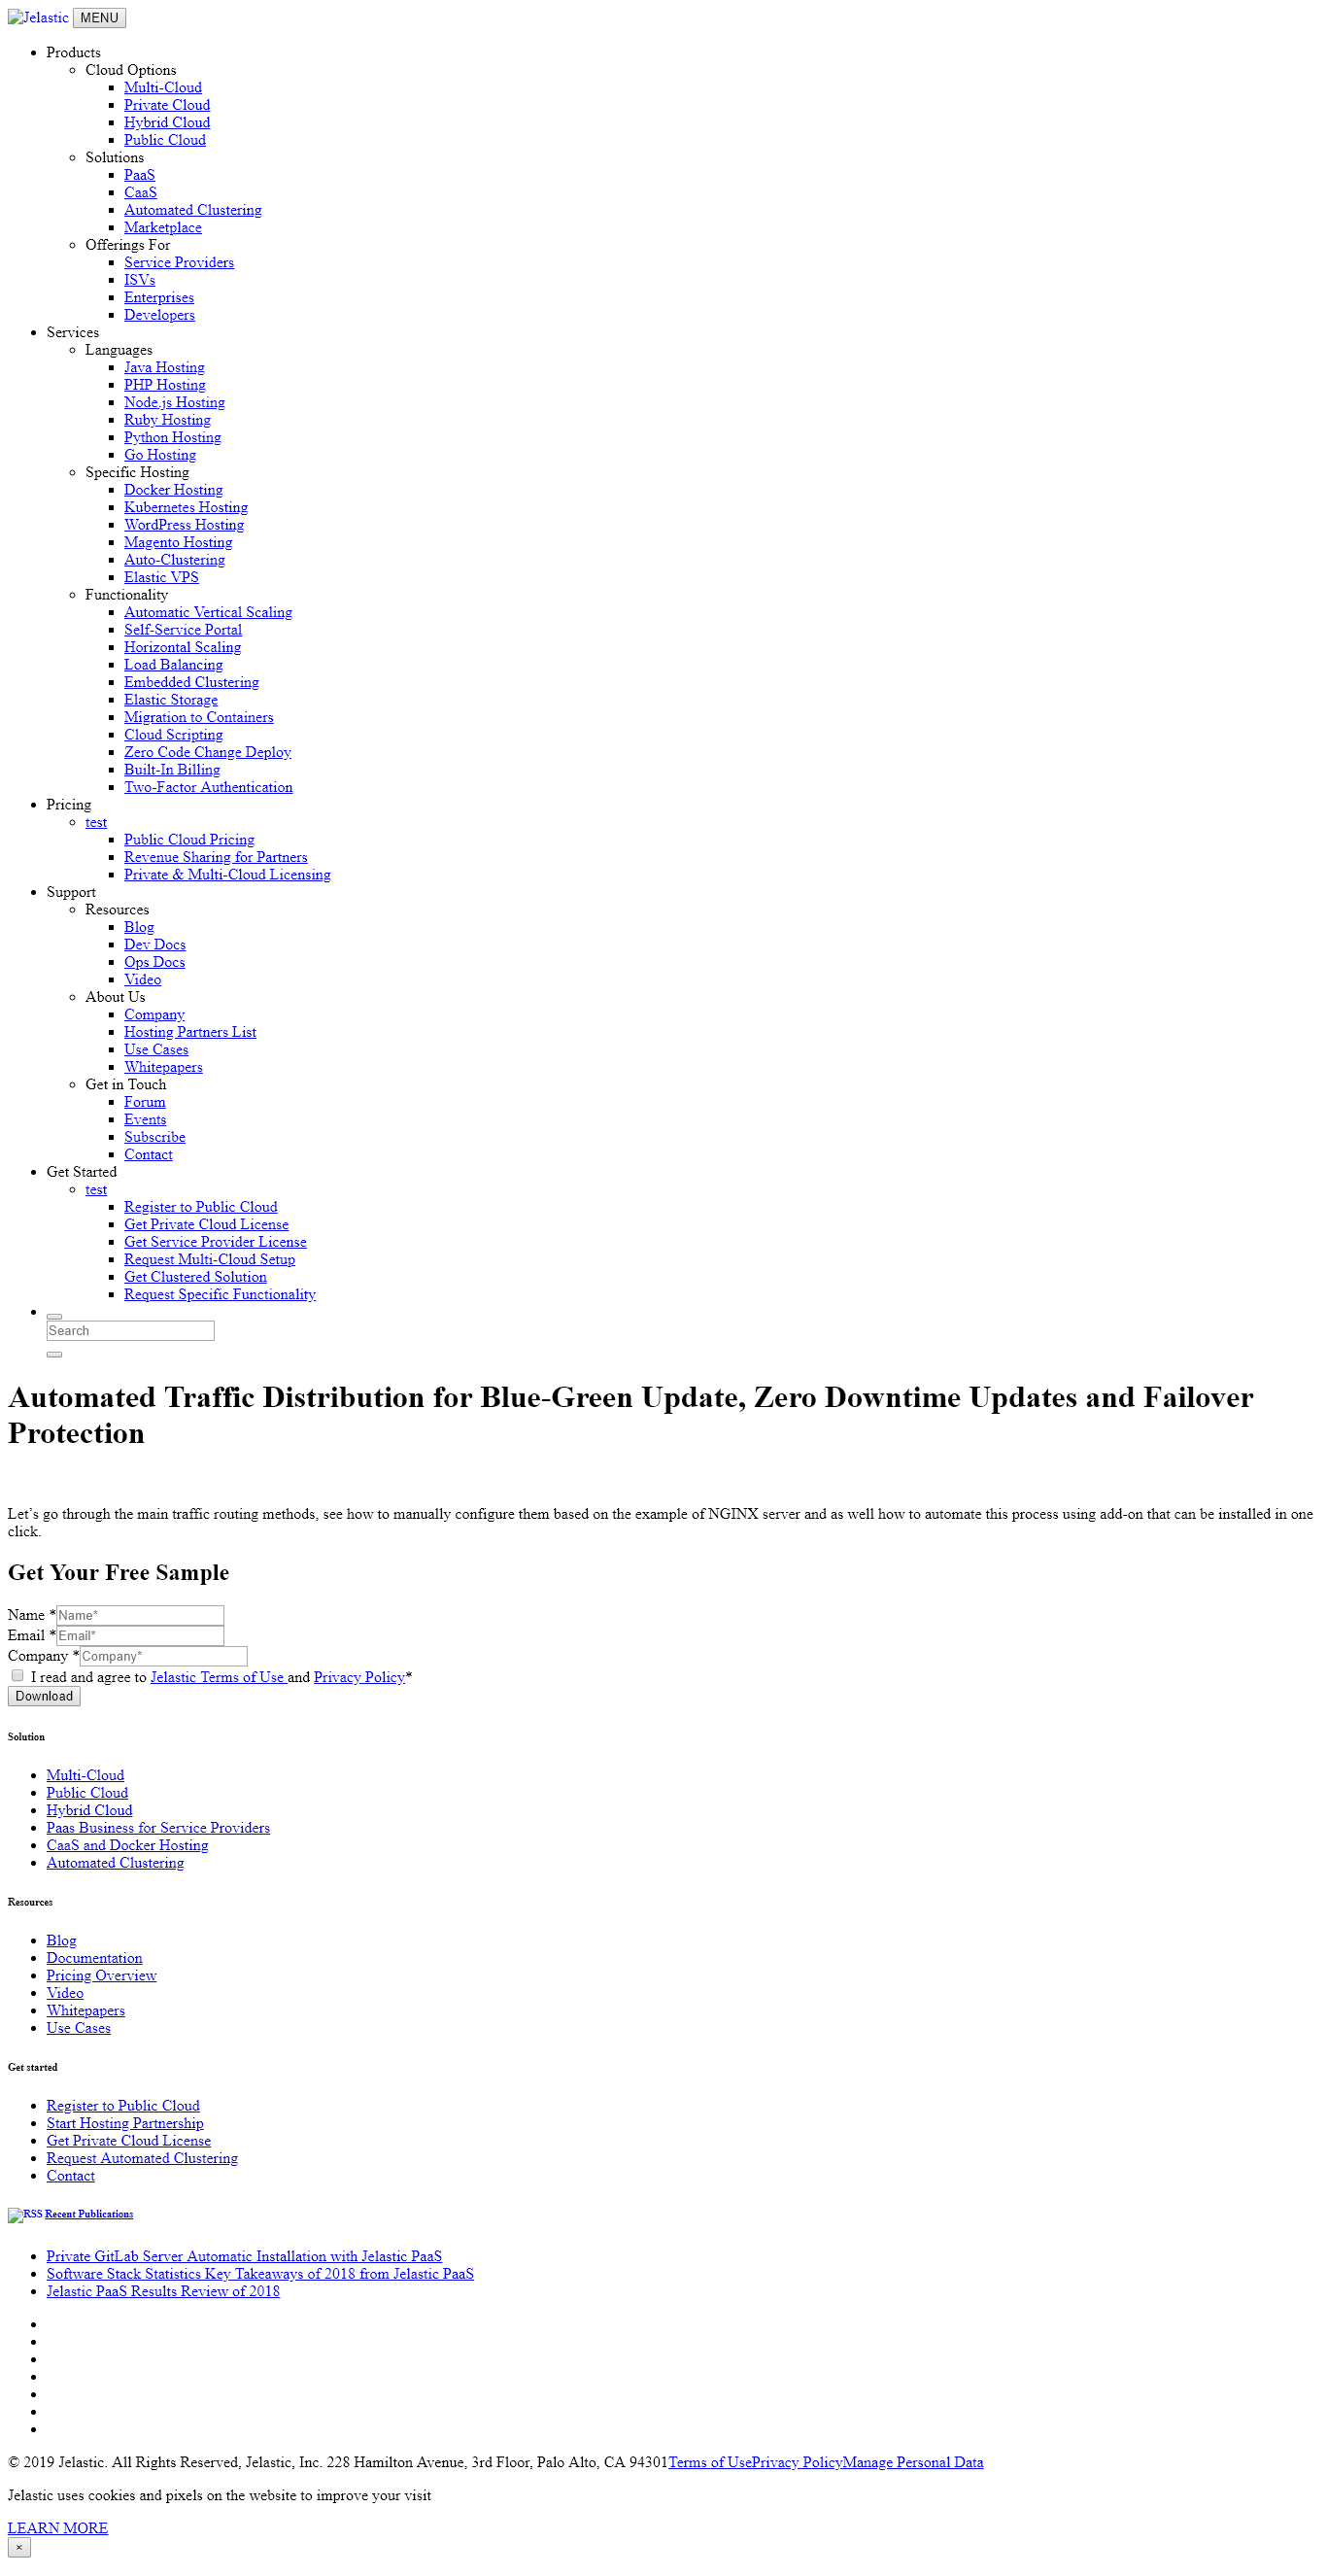 Jelastic MENU
Products
Cloud Options
Multi-Cloud
Private Cloud
Hybrid Cloud
Public Cloud
Solutions
PaaS
CaaS
Automated Clustering
Marketplace
Offerings For
Service Providers
ISVs
Enterprises
Developers
Services
Languages
Java Hosting
PHP Hosting
Node.js Hosting
Ruby Hosting
Python Hosting
Go Hosting
Specific Hosting
Docker Hosting
Kubernetes Hosting
WordPress Hosting
Magento Hosting
Auto-Clustering
Elastic VPS
Functionality
Automatic Vertical Scaling
Self-Service Portal
Horizontal Scaling
Load Balancing
Embedded Clustering
Elastic Storage
Migration to Containers
Cloud Scripting
Zero Code Change Deploy
Built-In Billing
Two-Factor Authentication
Pricing
test
Public Cloud Pricing
Revenue Sharing for Partners
Private & Multi-Cloud Licensing
Support
Resources
Blog
Dev Docs
Ops Docs
Video
About Us
Company
Hosting Partners List
Use Cases
Whitepapers
Get in Touch
Forum
Events
Subscribe
Contact
Get Started
test
Register to Public Cloud
Get Private Cloud License
Get Service Provider License
Request Multi-Cloud Setup
Get Clustered Solution
Request Specific Functionality
Search
Automated Traffic Distribution for Blue-Green Update, Zero Downtime Updates and Failover
Protection
Let’s go through the main traffic routing methods, see how to manually configure them based on the example of NGINX server and as well how to automate this process using add-on that can be installed in one
click.
Get Your Free Sample
Name *Name*
Email *Email*
Company *Company*
I read and agree to Jelastic Terms of Use and Privacy Policy*
Download
Solution
Multi-Cloud
Public Cloud
Hybrid Cloud
Paas Business for Service Providers
CaaS and Docker Hosting
Automated Clustering
Resources
Blog
Documentation
Pricing Overview
Video
Whitepapers
Use Cases
Get started
Register to Public Cloud
Start Hosting Partnership
Get Private Cloud License
Request Automated Clustering
Contact
RSS Recent Publications
Private GitLab Server Automatic Installation with Jelastic PaaS
Software Stack Statistics Key Takeaways of 2018 from Jelastic PaaS
Jelastic PaaS Results Review of 2018
© 2019 Jelastic. All Rights Reserved, Jelastic, Inc. 228 Hamilton Avenue, 3rd Floor, Palo Alto, CA 94301Terms of UsePrivacy PolicyManage Personal Data
Jelastic uses cookies and pixels on the website to improve your visit
LEARN MORE
×